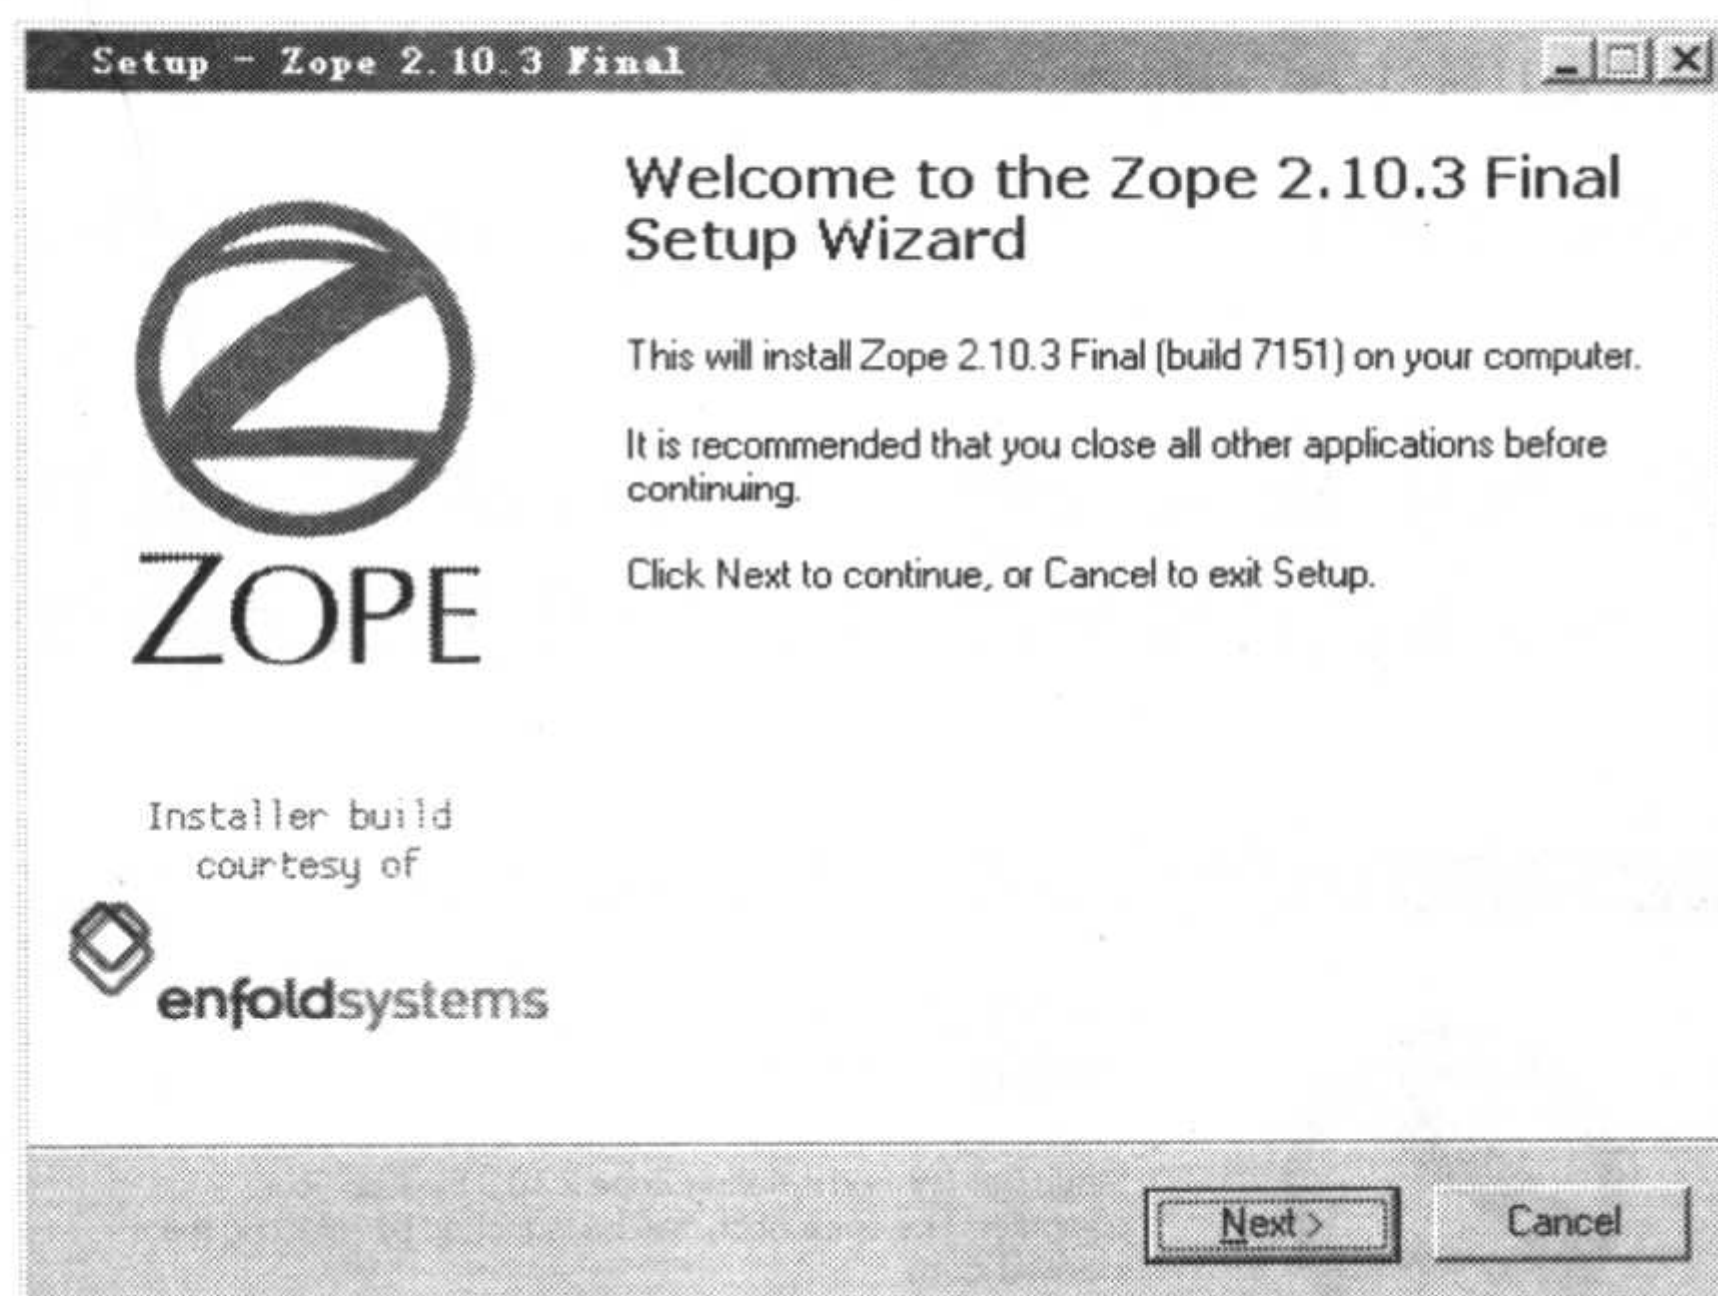 Setup - Zope 2.10.3 Final
Welcome to the Zope 2.10.3 Final
Setup Wizard
This will install Zope 2.10.3 Final (build 7151) on your computer.
It is recommended that you close all other applications before
continuing.
Click Next to continue, or Cancel to exit Setup.
ZOPE
Installer build
courtesy of
enfoldsystems
Next >
Cancel